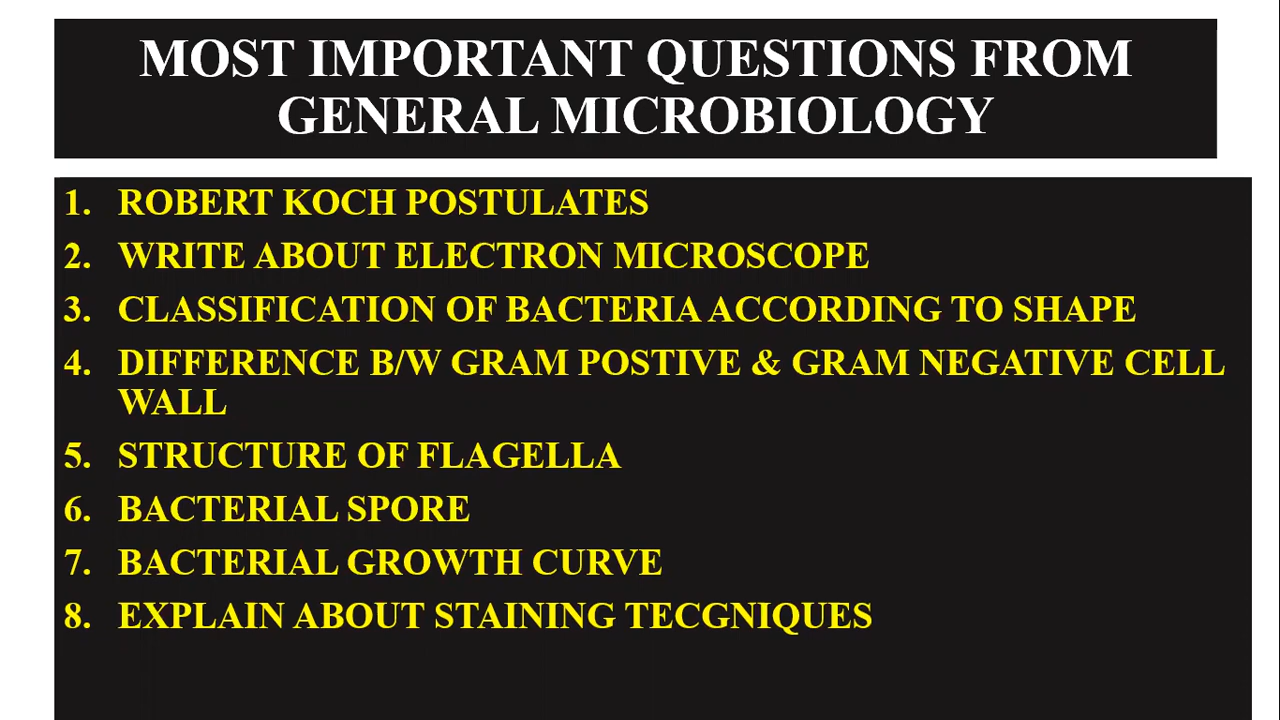 MOST IMPORTANT QUESTIONS FROM
GENERAL MICROBIOLOGY
1. ROBERT KOCH POSTULATES
2. WRITE ABOUT ELECTRON MICROSCOPE
3. CLASSIFICATION OF BACTERIA ACCORDING TO SHAPE
4. DIFFERENCE B/W GRAM POSTIVE & GRAM NEGATIVE CELL
WALL
5. STRUCTURE OF FLAGELLA
6. BACTERIAL SPORE
7. BACTERIAL GROWTH CURVE
8. EXPLAIN ABOUT STAINING TECGNIQUES